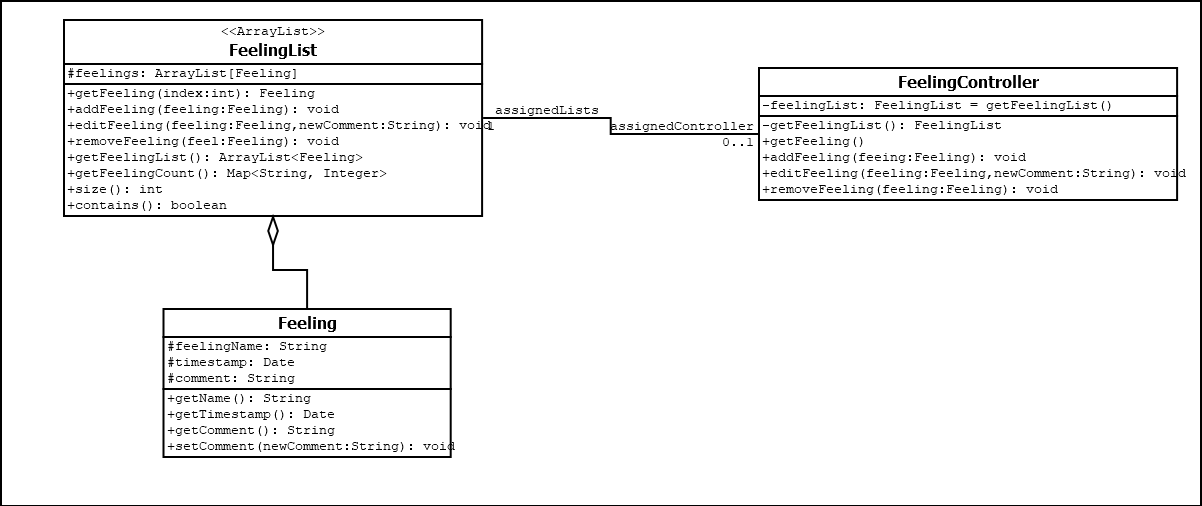 <<ArrayList>>
FeelingList
#feelings: ArrayList[Feeling]
+getFeeling(index:int): Feeling
+addFeeling(feeling:Feeling): void
+editFeeling(feeling:Feeling,newComment:String): void
+removeFeeling(feel:Feeling): void
+getFeelingList(): ArrayList<Feeling>
+getFeelingCount(): Map<String, Integer>
+size(): int
+contains(): boolean
assignedLists
1
assignedController
0..1
FeelingController
-feelingList: FeelingList = getFeelingList()
-getFeelingList(): FeelingList
+getFeeling()
+addFeeling(feeing:Feeling): void
+editFeeling(feeling:Feeling,newComment:String): void
+removeFeeling(feeling:Feeling): void
Feeling
#feelingName: String
#timestamp: Date
#comment: String
+getName(): String
+getTimestamp(): Date
+getComment(): String
+setComment(newComment:String): void